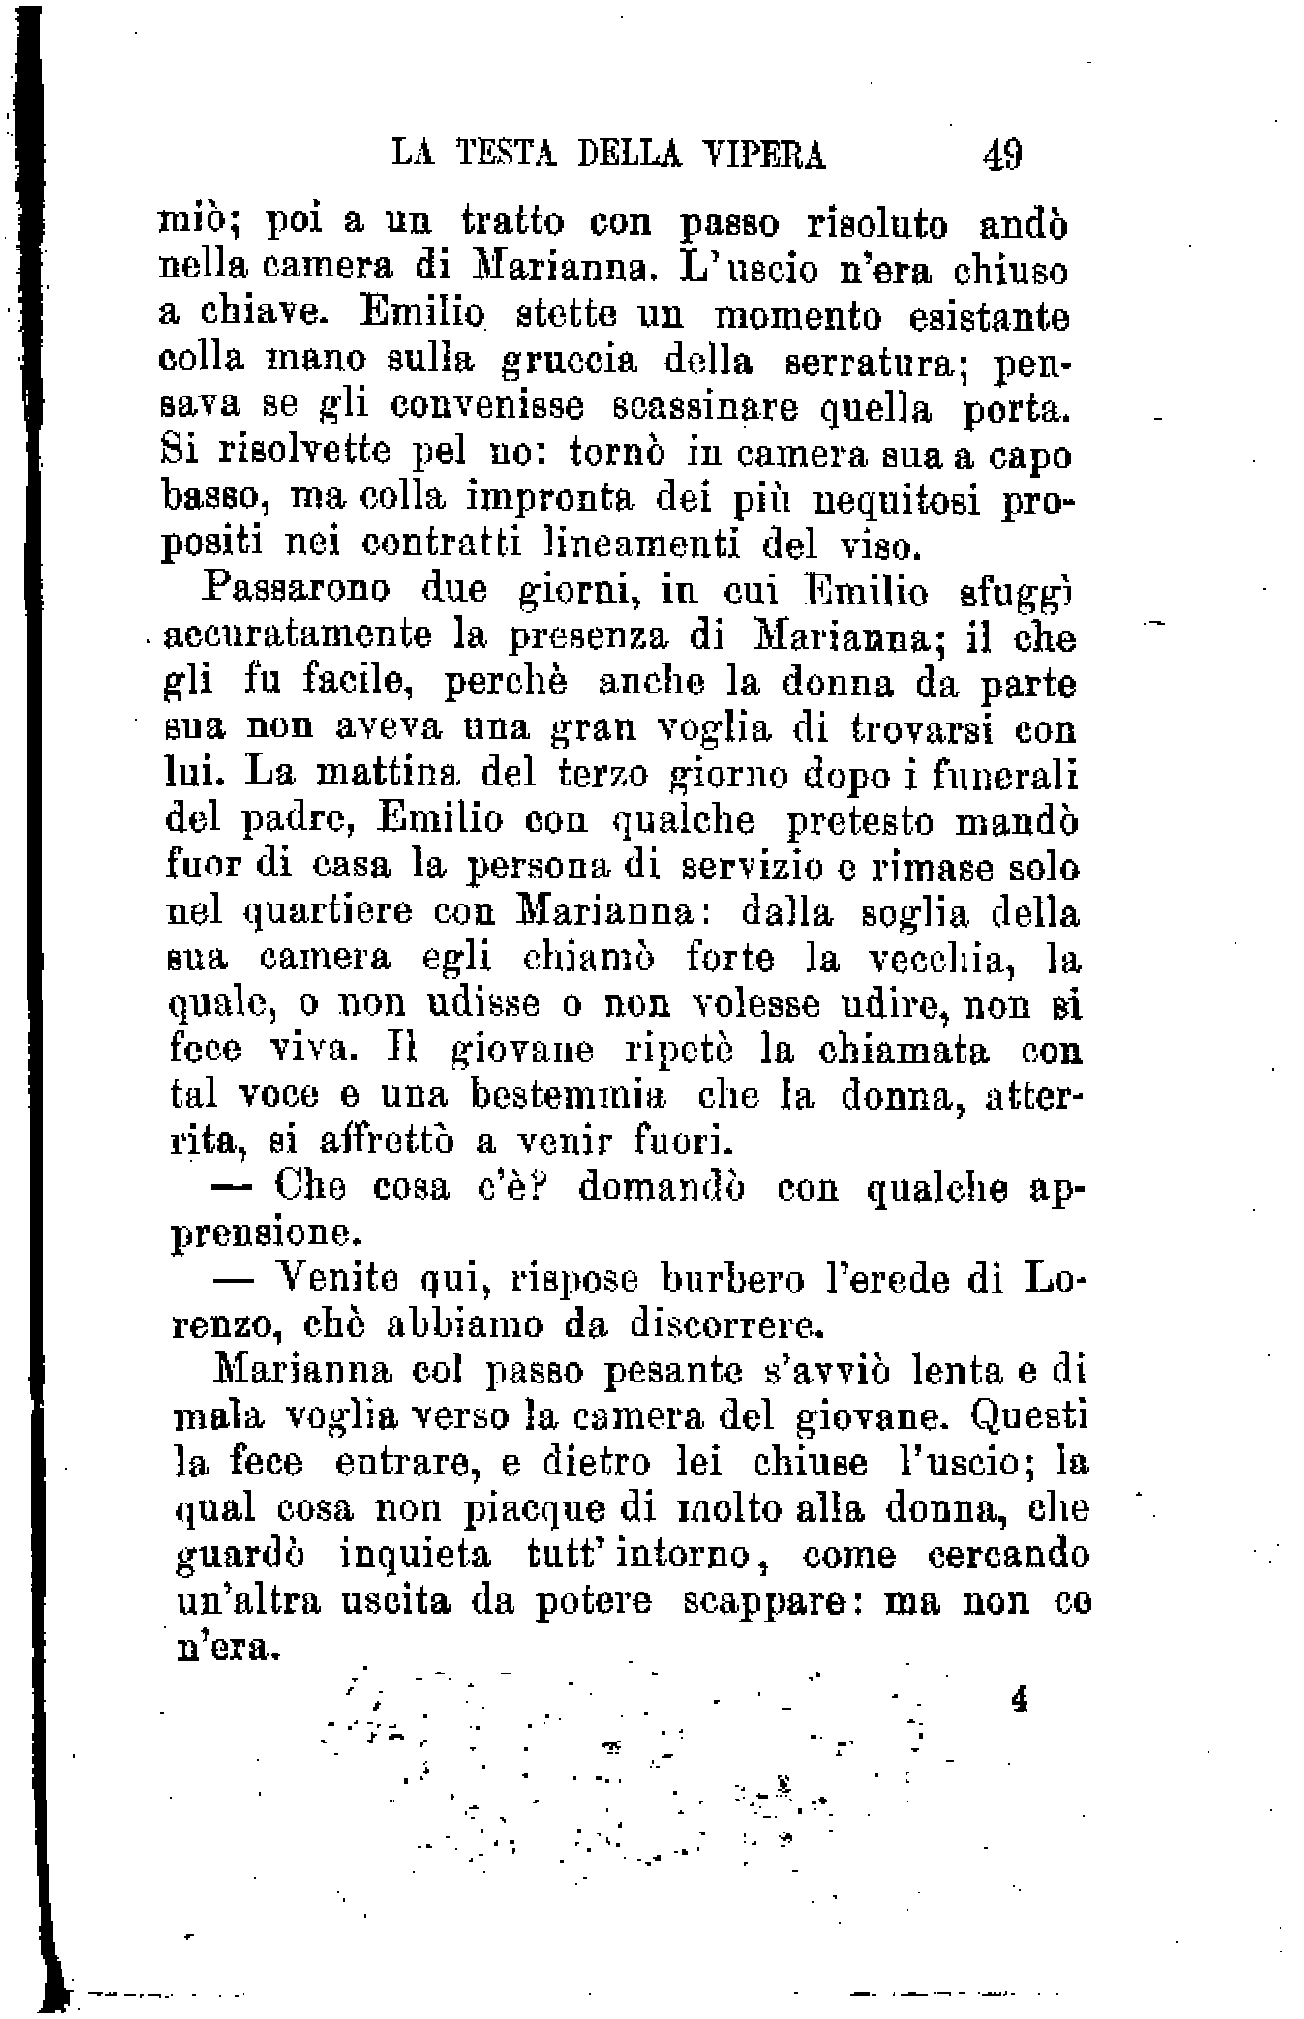 LA TESTA DELLA VIPERA 49
miò; poi a un tratto con passo risoluto andò
nella camera di Marianna. L'uscio n'era chiuso
a chiave. Emilio stette un momento esistante
colla mano sulla gruccia della serratura; pen-
sava se gli convenisse scassinare quella porta.
Si risolvette pel no: tornò in camera sua a capo
basso, ma colla impronta dei più nequitosi pro-
positi nei contratti lineamenti del viso.
Passarono due giorni, in cui Emilio sfuggì
accuratamente la presenza di Marianna; il che
gli fu facile, perchè anche la donna da parte
sua non aveva una gran voglia di trovarsi con
lui. La mattina del terzo giorno dopo i funerali
del padre, Emilio con qualche pretesto mandò
fuor di casa la persona di servizio e rimase solo
nel quartiere con Marianna: dalla soglia della
sua camera egli chiamò forte la vecchia, la
quale, o non udisse o non volesse udire, non si
fece viva. Il giovane ripetè la chiamata con
tal voce e una bestemmia che la donna, atter-
rita, si affrettò a venir fuori.
— Che cosa c'è? domandò con qualche ap-
prensione.
— Venite qui, rispose burbero l'erede di Lo-
renzo, chè abbiamo da discorrere.
Marianna col passo pesante s'avviò lenta e di
mala voglia verso la camera del giovane. Questi
la fece entrare, e dietro lei chiuse l'uscio; la
qual cosa non piacque di molto alla donna, che
guardò inquieta tutt' intorno, come cercando
un'altra uscita da potere scappare: ma non ce
n'era.
4